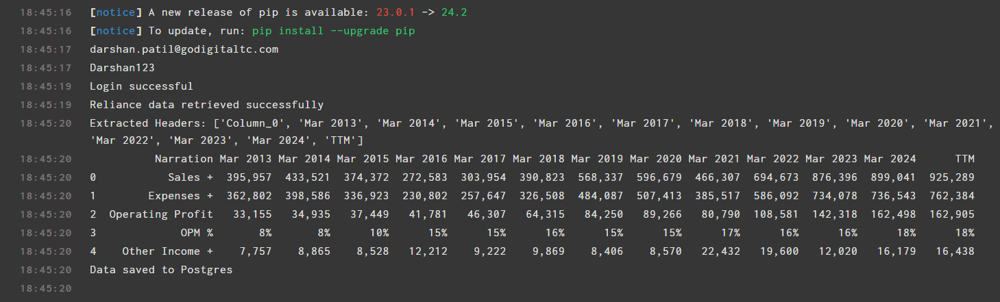 18:45:16 [notice] A new release of pip is available: 23.0.1 -> 24.2
18:45:16 [notice] To update, run: pip install --upgrade pip
18:45:17 darshan.patil@godigitaltc.com
18:45:17 Darshan123
18:45:19 Login successful
18:45:19 Reliance data retrieved successfully
18:45:20 Extracted Headers: ['Column_0', 'Mar 2013', 'Mar 2014', 'Mar 2015', 'Mar 2016', 'Mar 2017', 'Mar 2018', 'Mar 2019', 'Mar 2020', 'Mar 2021',
'Mar 2022', 'Mar 2023', 'Mar 2024', 'TTM']
18:45:20 Narration Mar 2013 Mar 2014 Mar 2015 Mar 2016 Mar 2017 Mar 2018 Mar 2019 Mar 2020 Mar 2021 Mar 2022 Mar 2023 Mar 2024 TTM
18:45:20 0 Sales + 395,957 433,521 374,372 272,583 303,954 390,823 568,337 596,679 466,307 694,673 876,396 899,041 925,289
18:45:20 1 Expenses + 362,802 398,586 336,923 230,802 257,647 326,508 484,087 507,413 385,517 586,092 734,078 736,543 762,384
18:45:20 2 Operating Profit 33,155 34,935 37,449 41,781 46,307 64,315 84,250 89,266 80,790 108,581 142,318 162,498 162,905
18:45:20 3 OPM % 8% 8% 10% 15% 15% 16% 15% 15% 17% 16% 16% 18% 18%
18:45:20 4 Other Income + 7,757 8,865 8,528 12,212 9,222 9,869 8,406 8,570 22,432 19,600 12,020 16,179 16,438
18:45:20 Data saved to Postgres
18:45:20